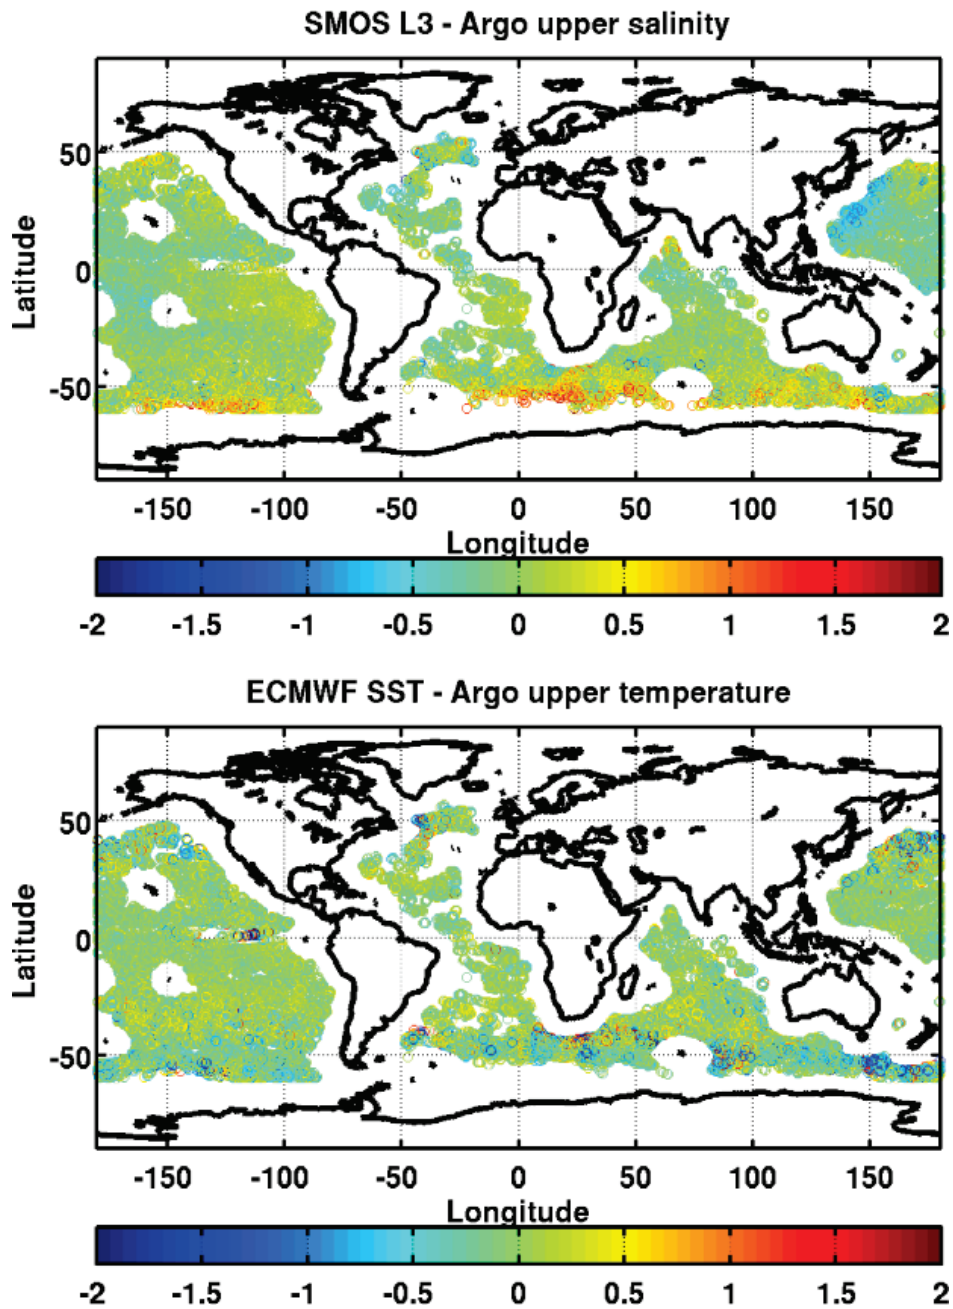 SMOS L3 - Argo upper salinity
Latitude
50
0
-50
-150 -100 -50 0 50 100 150
Longitude
-2 -1.5 -1 -0.5 0 0.5 1 1.5 2
ECMWF SST - Argo upper temperature
Latitude
50
0
-50
-150 -100 -50 0 50 100 150
Longitude
-2 -1.5 -1 -0.5 0 0.5 1 1.5 2